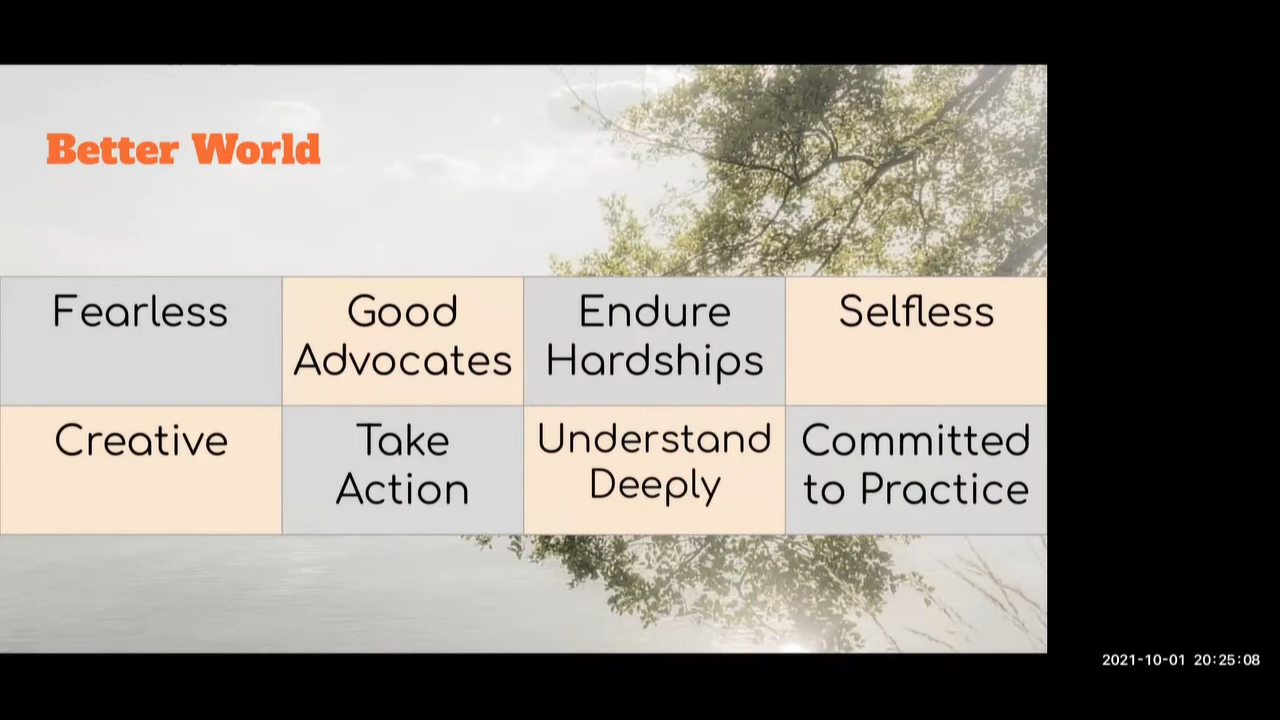 Better World
Fearless
Good
Advocates
Endure
Hardships
Selfless
Creative
Take
Action
Understand
Deeply
Committed
to Practice
2021-10-01 20:25:08